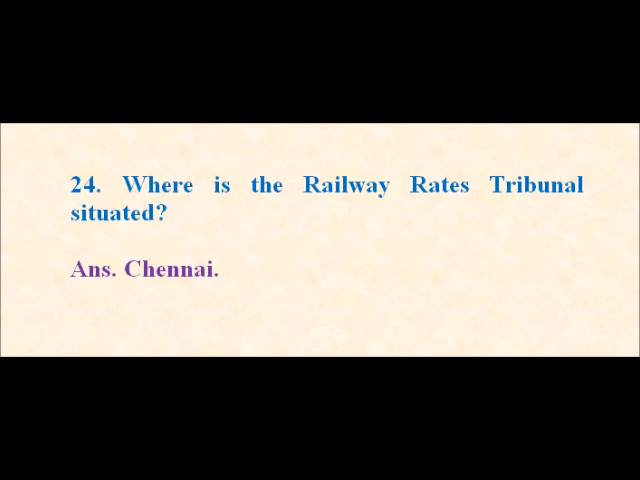 24. Where is the Railway Rates Tribunal
situated?
Ans. Chennai.